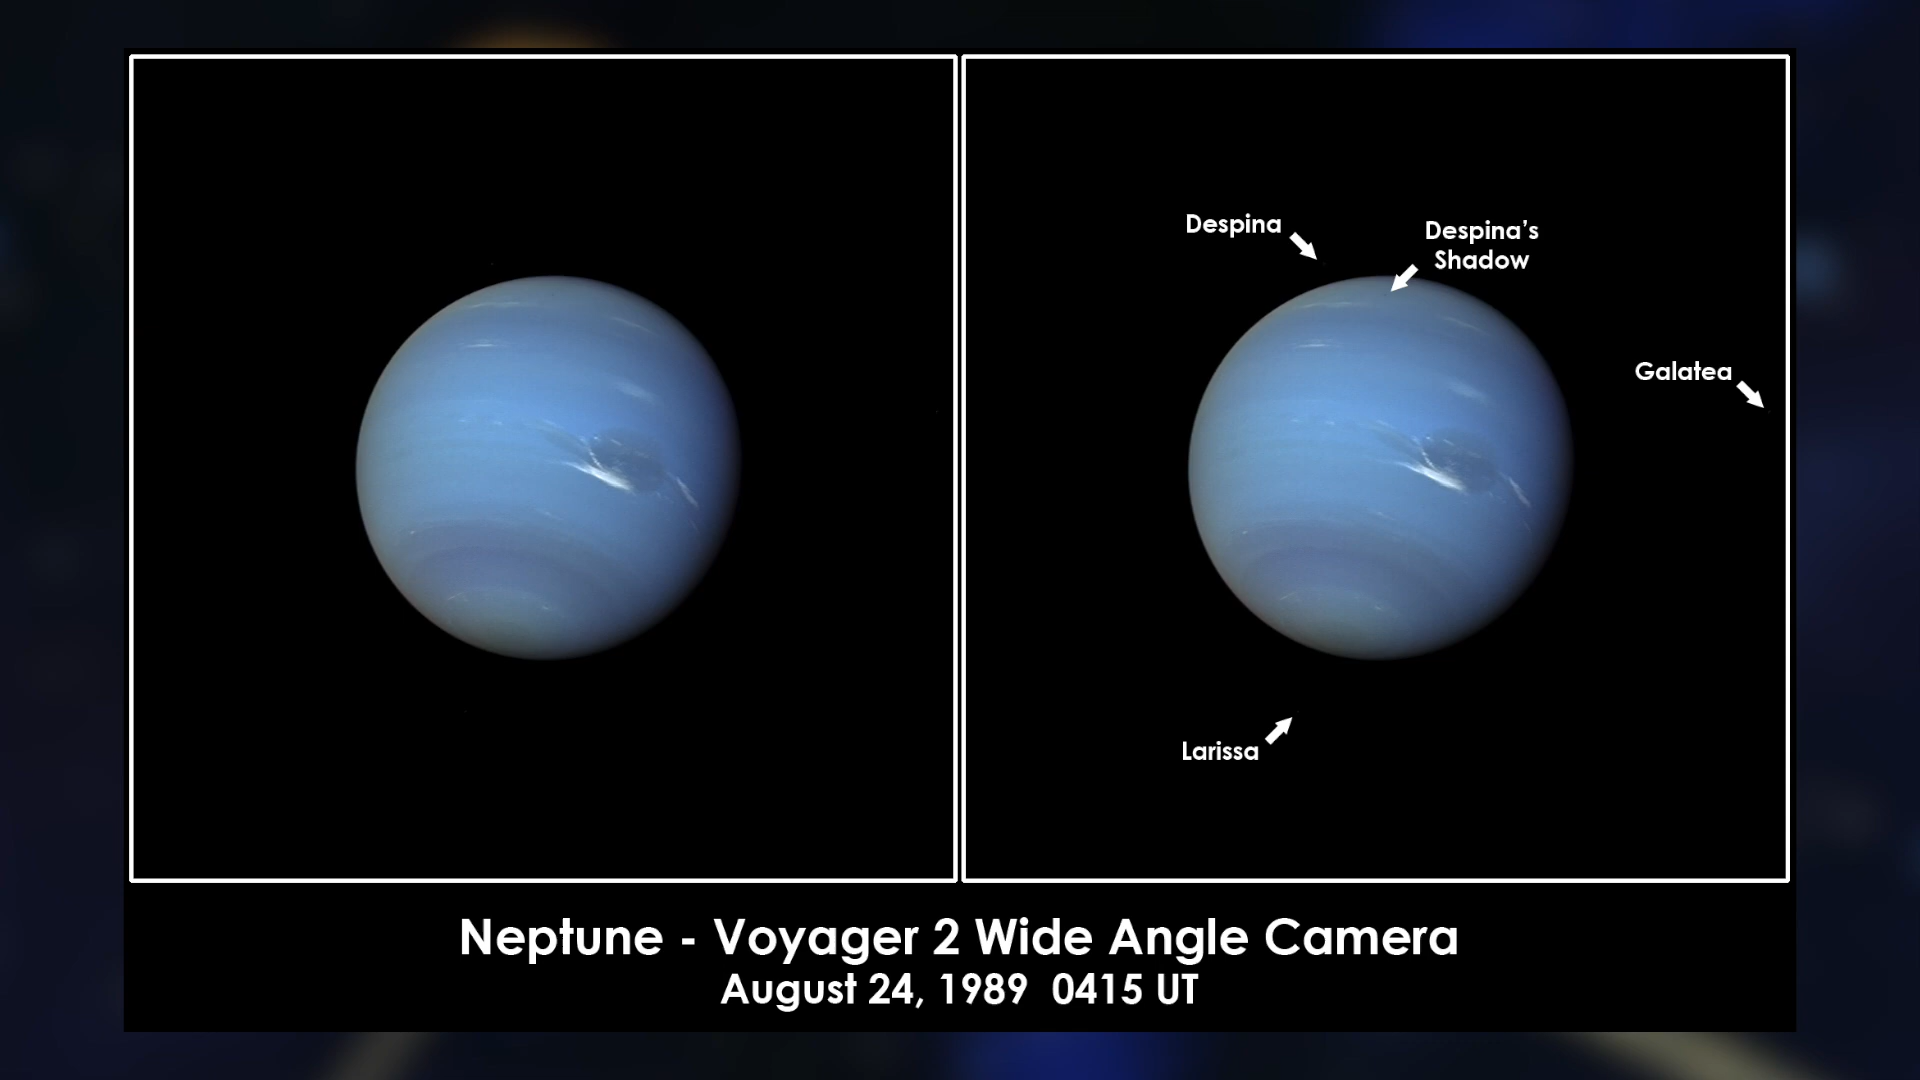 Despina
Despina's
Shadow
Galatea
Larissa
Neptune - Voyager 2 Wide Angle Camera
August 24, 1989 0415 UT